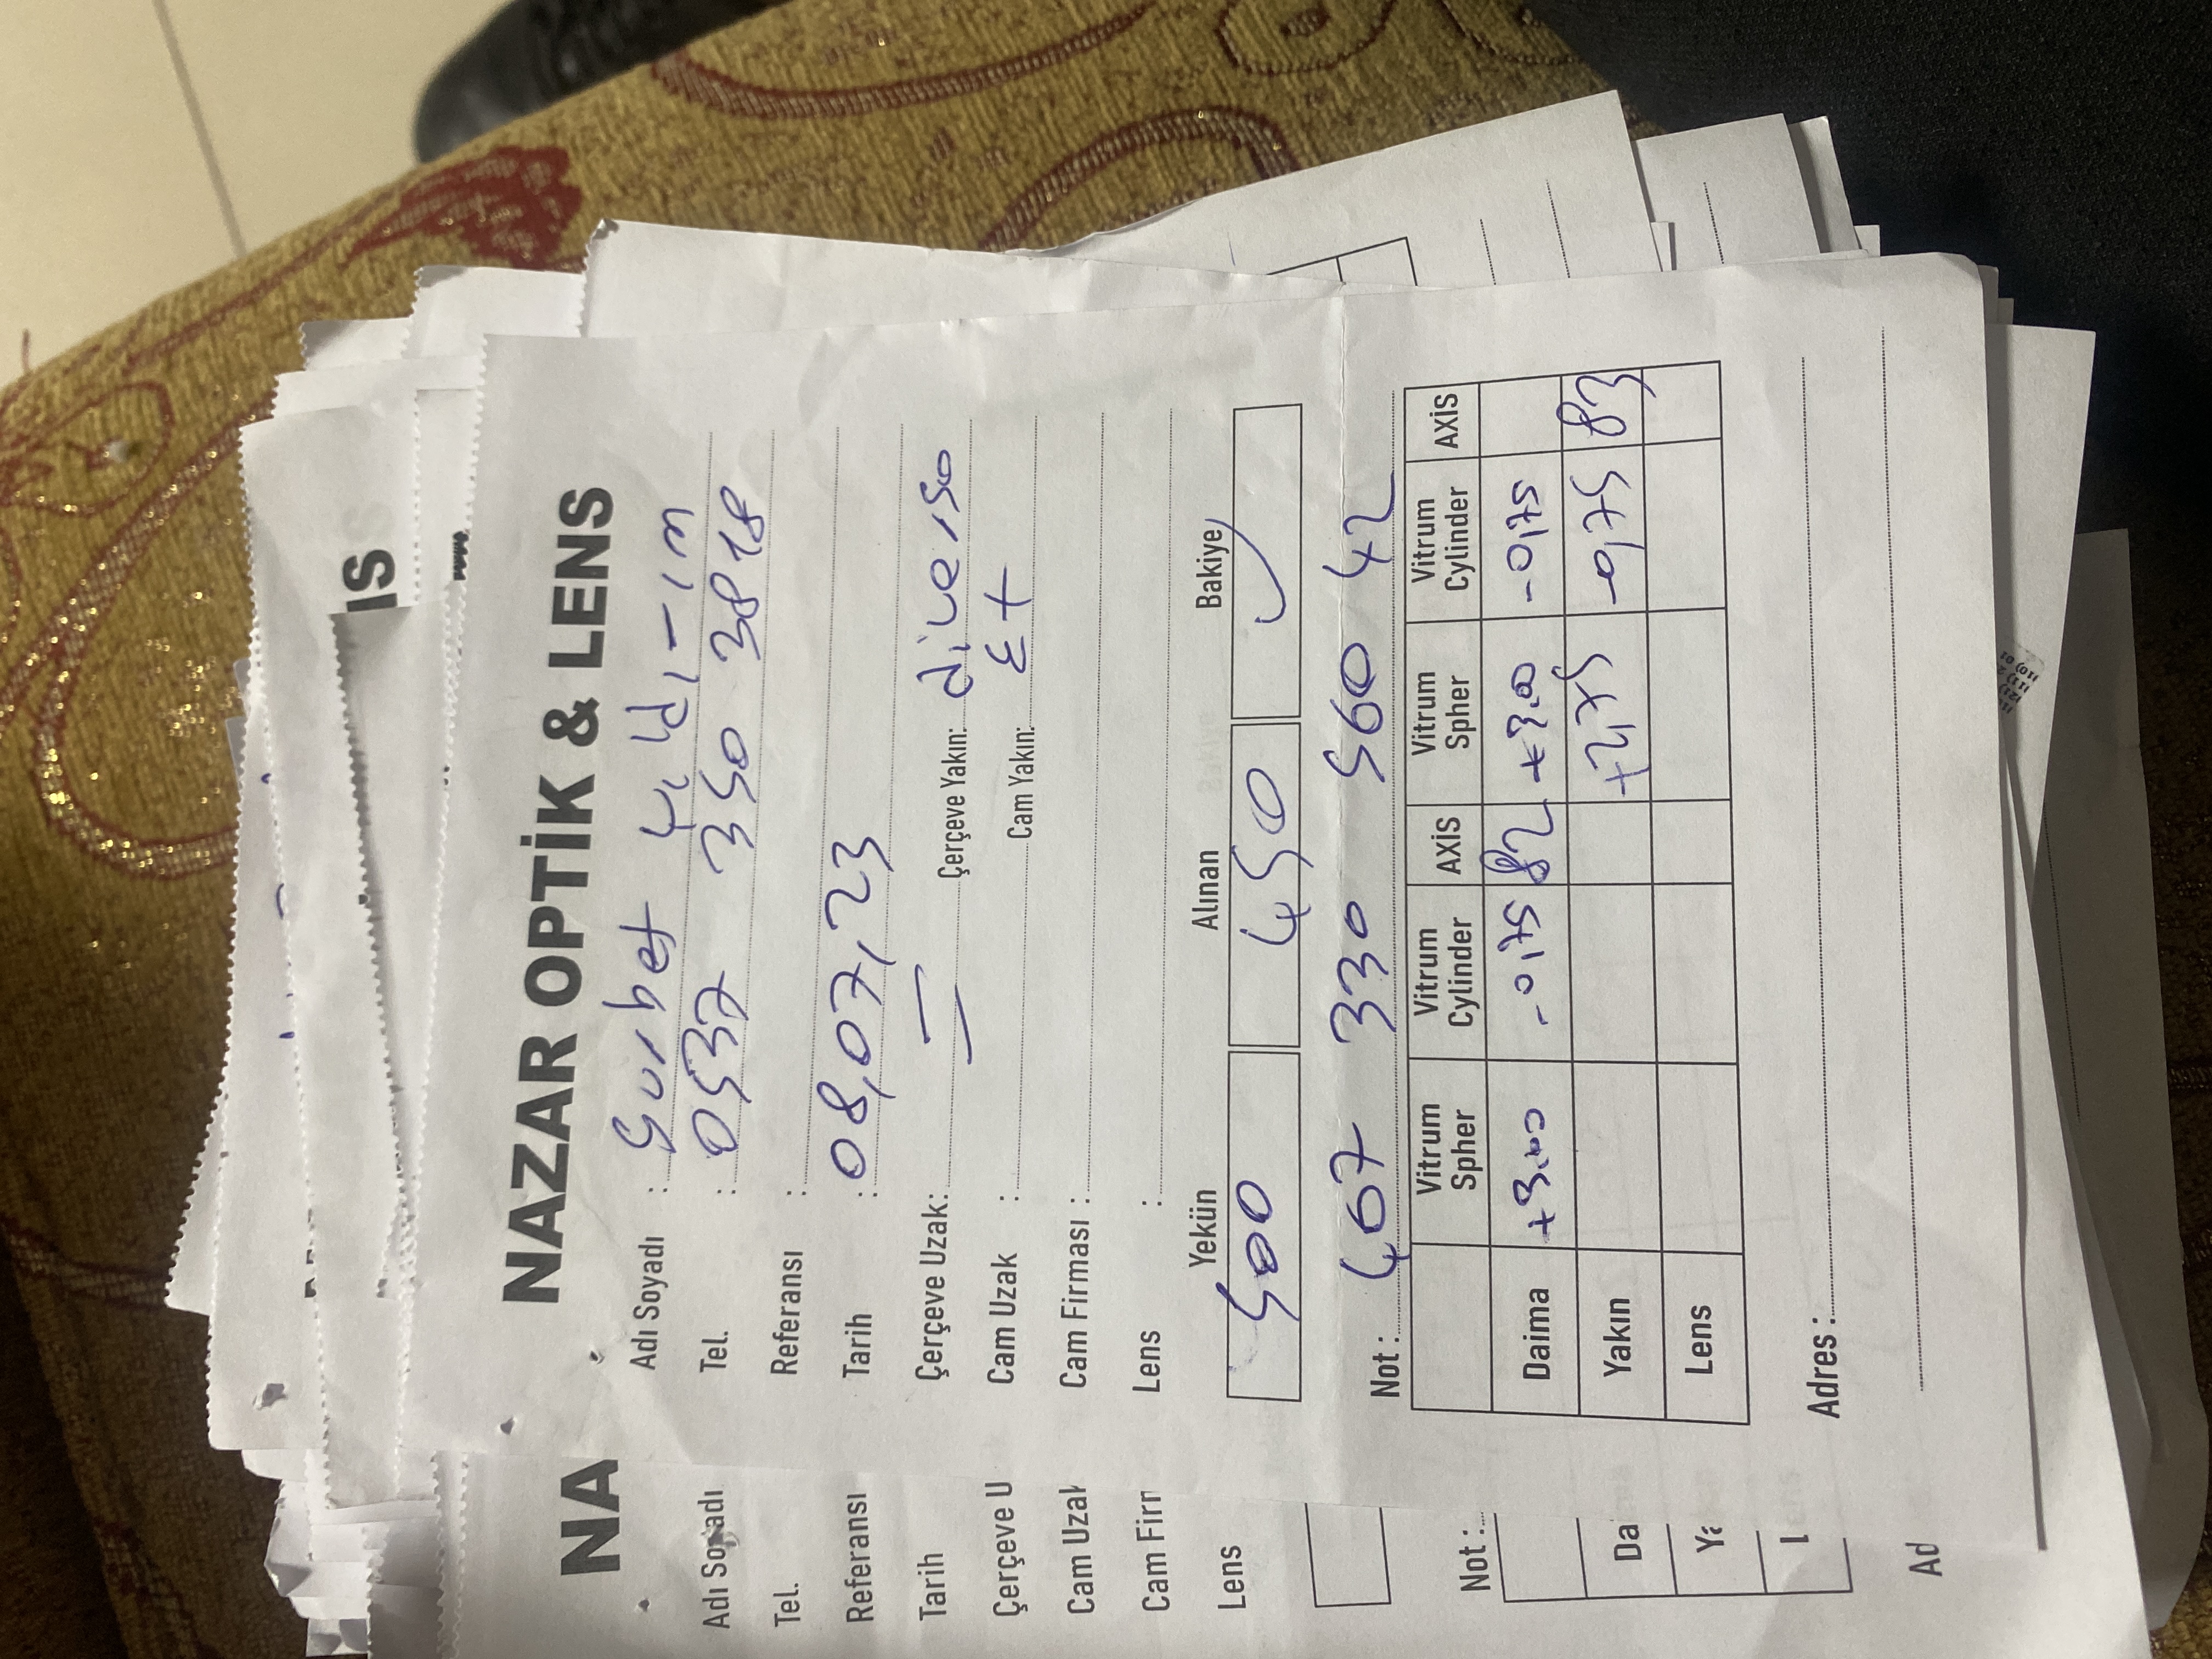 NS
NAZAR OPTİK & LENS
Adı Soyadı : Gurbet Yıldırım
Tel. : 0537 350 3818
Referansı :
Tarih : 08,07,23
Çerçeve Uzak: = Çerçeve Yakın: diverso
Cam Uzak : Cam Yakın: Et
Cam Firması :
Lens :
Yekün Alınan Bakiye
500 450 ✓
Not : 407 330 560 42
Vitrum Spher Vitrum Cylinder AXİS Vitrum Spher Vitrum Cylinder AXİS
Daima +3.00 -0,75 82 +3.00 -0,75
Yakın +2,75 -0,75 83
Lens
Adres :
NA
Adı Soyadı
Tel.
Referansı
Tarih
Çerçeve U
Cam Uzak
Cam Firm
Lens
Not :
Da
Ya
L
Ad